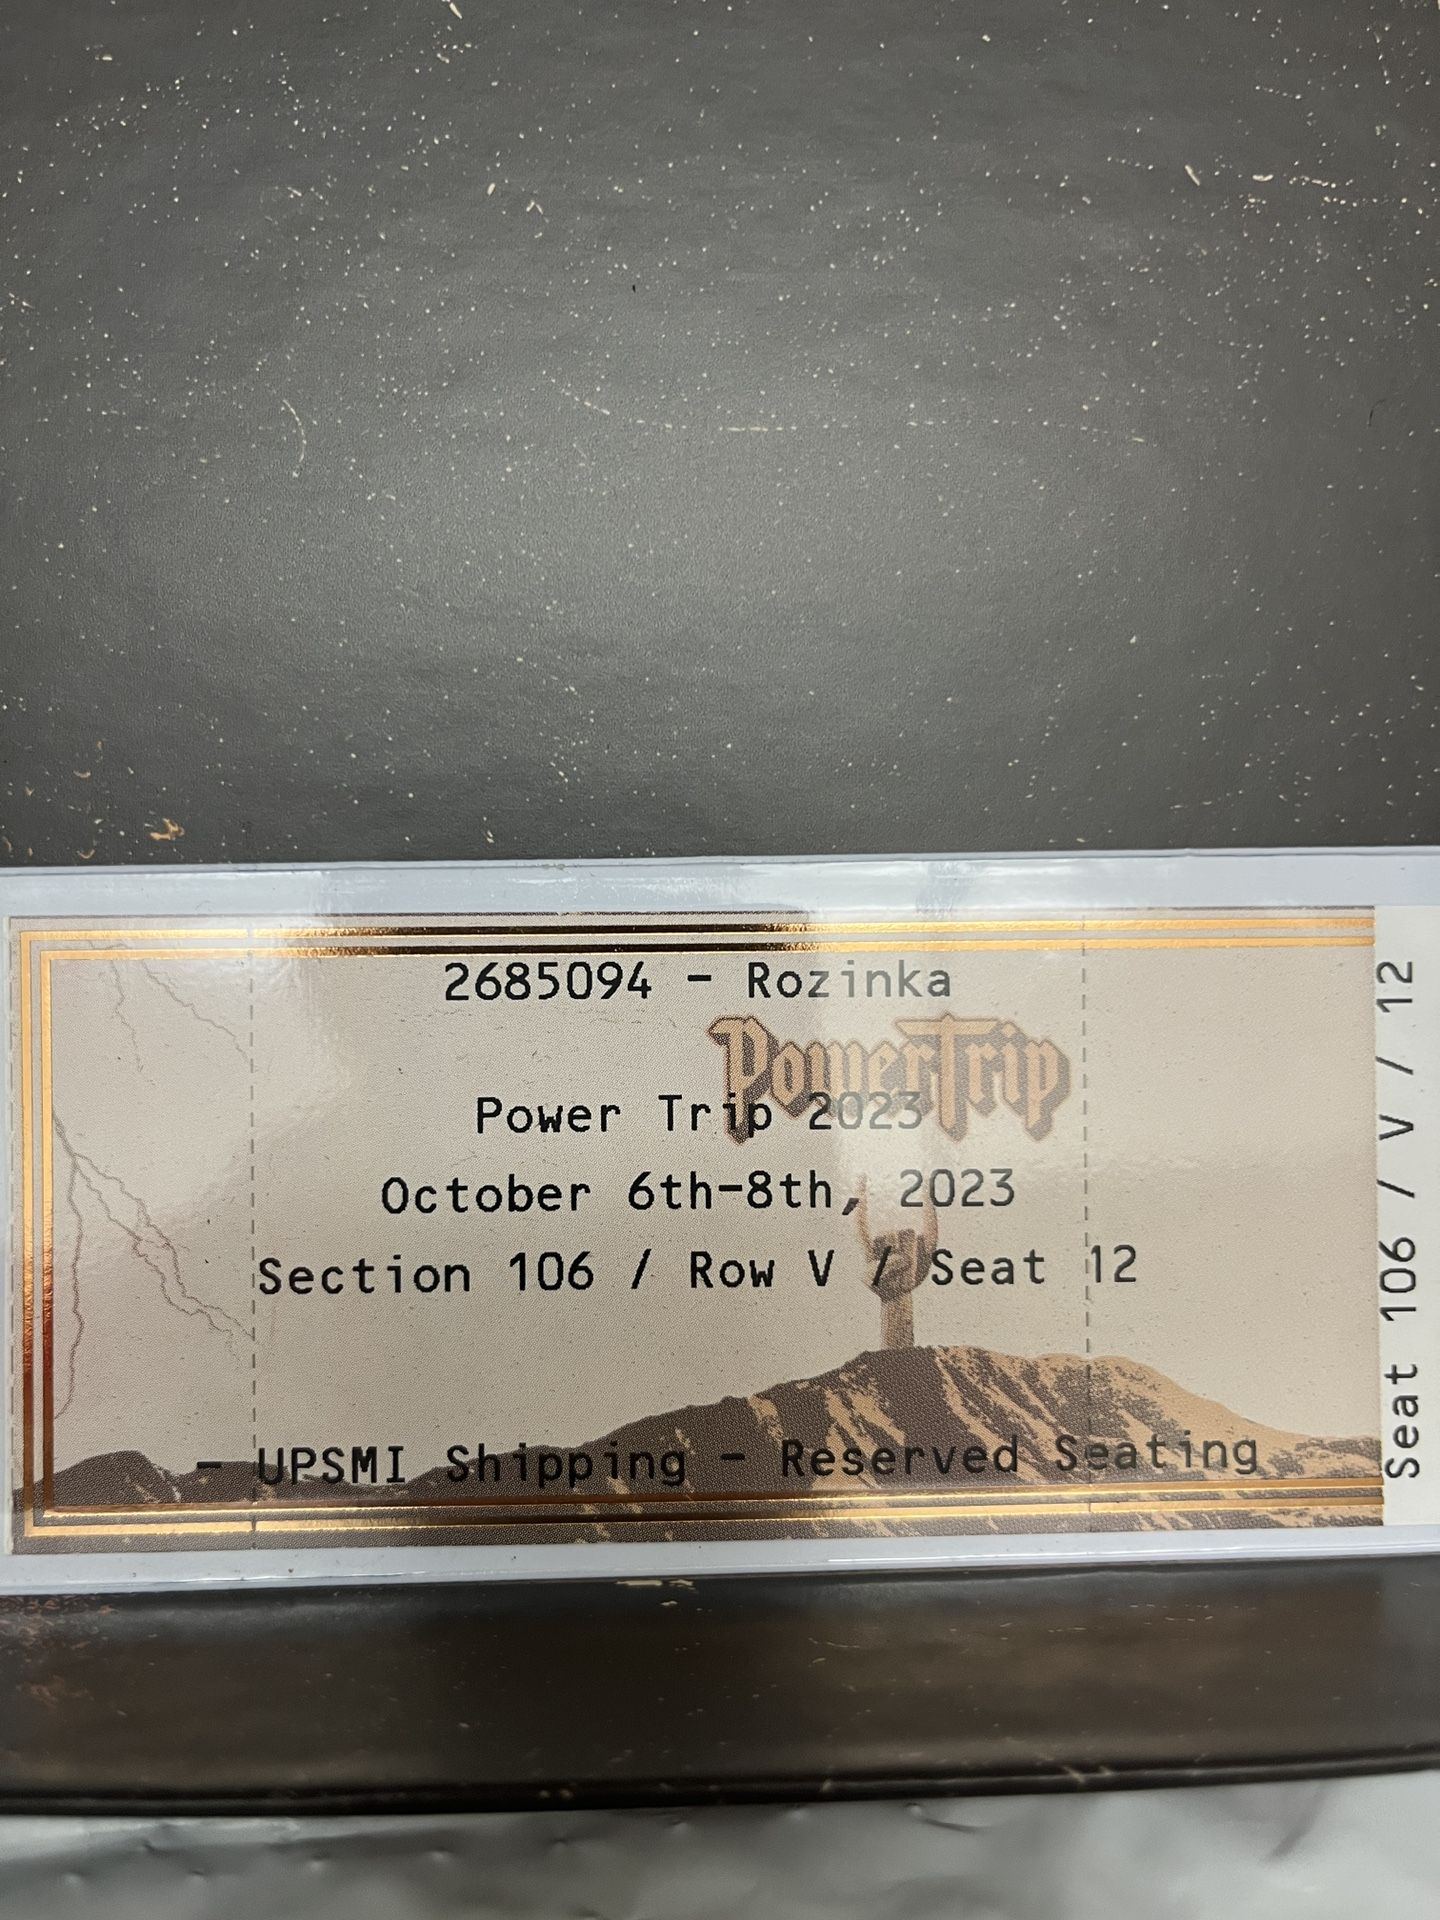 2685094 - Rozinka
PowerTrip
Power Trip 2023
October 6th-8th, 2023
Section 106 / Row V / Seat 12
- UPSMI Shipping - Reserved Seating
Seat 106 / V / 12